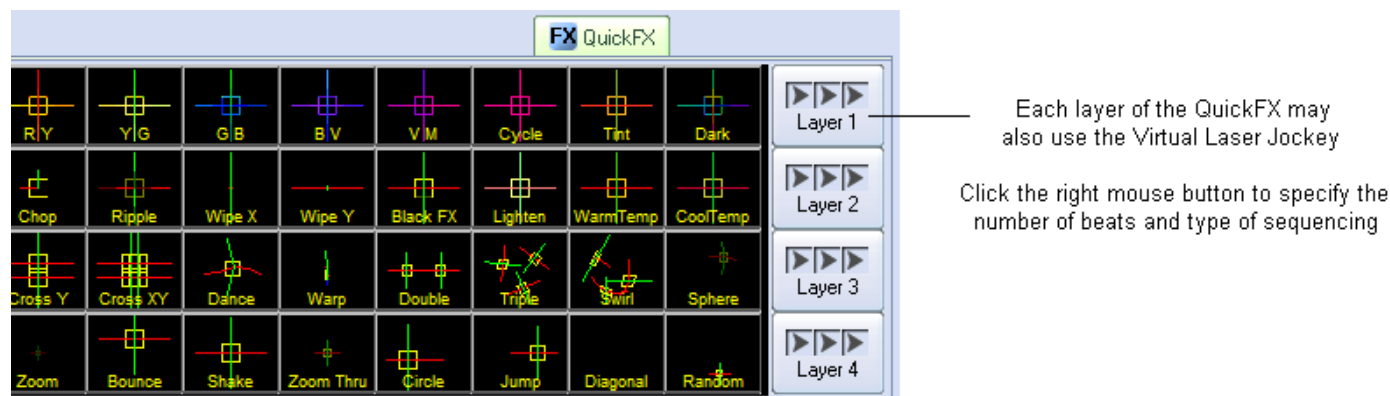 FX QuickFX
R Y Y G G B B V V M Cycle Tint Dark
Layer 1
Each layer of the QuickFX may
also use the Virtual Laser Jockey
Chop Ripple Wipe X Wipe Y Black FX Lighten WarmTemp CoolTemp
Layer 2
Click the right mouse button to specify the
number of beats and type of sequencing
Cross Y Cross XY Dance Warp Double Triple Swirl Sphere
Layer 3
Zoom Bounce Shake Zoom Thru Circle Jump Diagonal Random
Layer 4